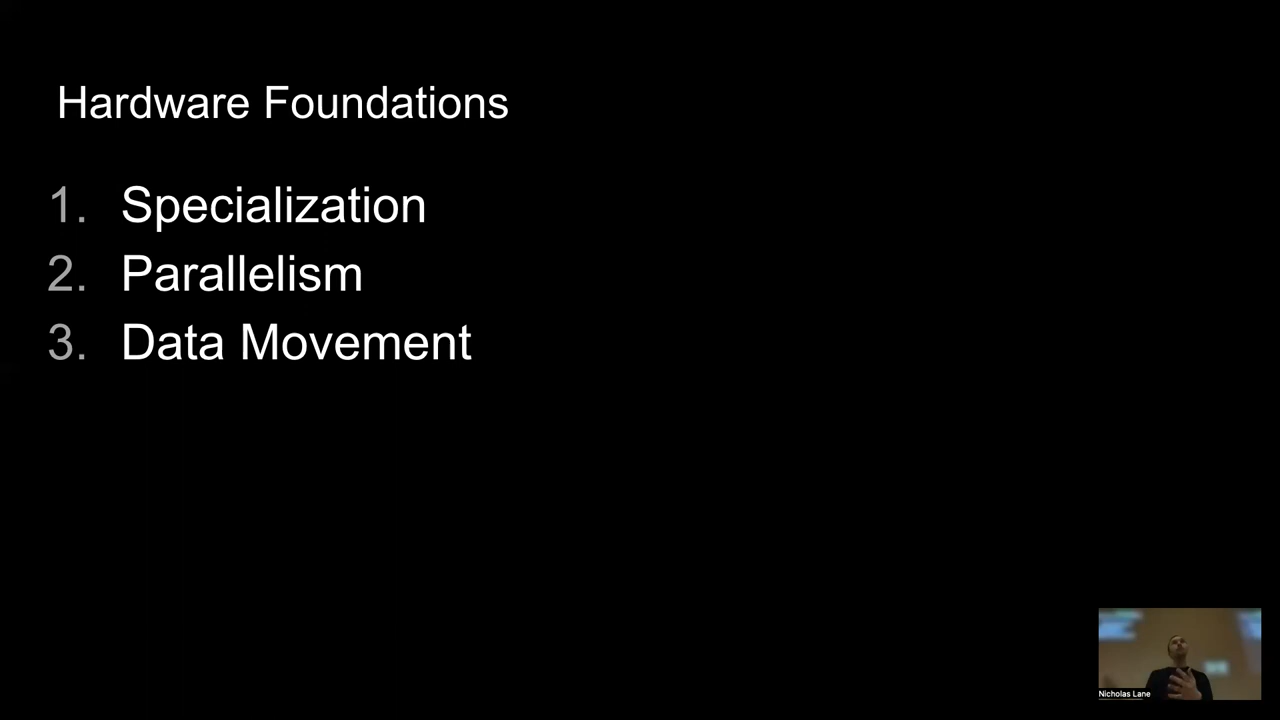 Hardware Foundations
1. Specialization
2. Parallelism
3. Data Movement
Nicholas Lane